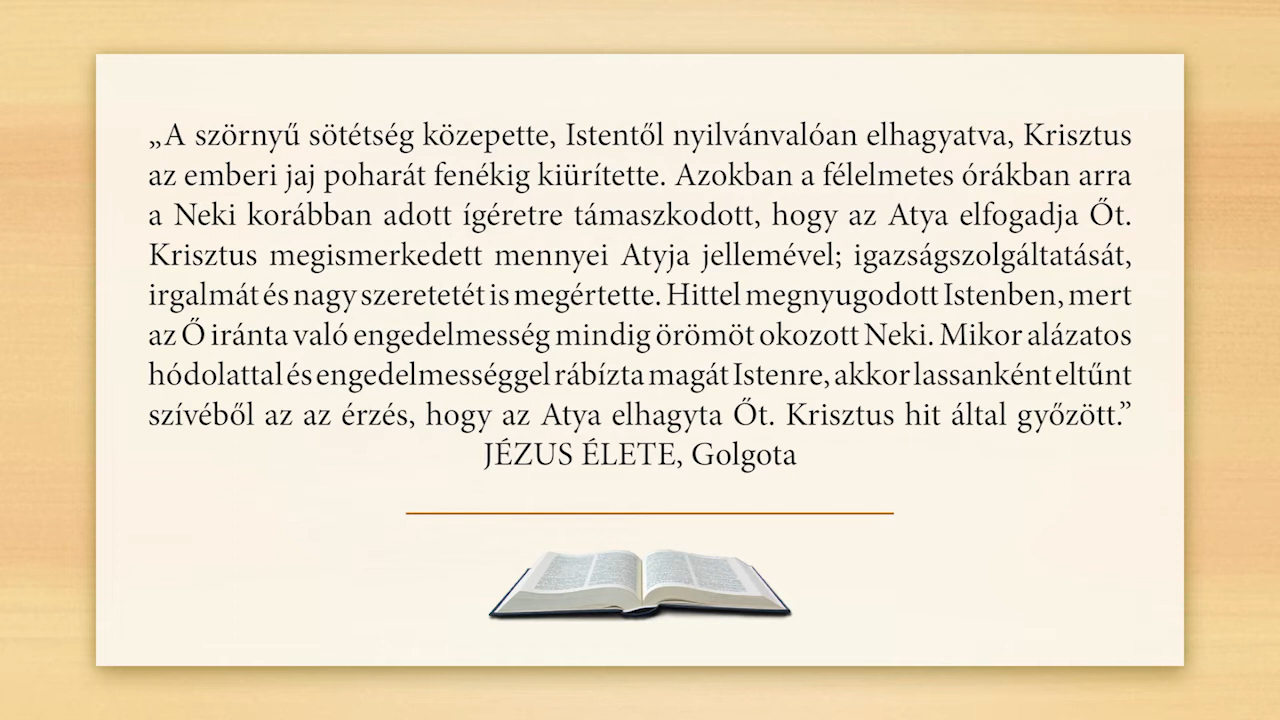 „A szörnyű sötétség közepette, Istentől nyilvánvalóan elhagyatva, Krisztus
az emberi jaj poharát fenékig kiürítette. Azokban a félelmetes órákban arra
a Neki korábban adott ígéretre támaszkodott, hogy az Atya elfogadja Őt.
Krisztus megismerkedett mennyei Atyja jellemével; igazságszolgáltatását,
irgalmát és nagy szeretetét is megértette. Hittel megnyugodott Istenben, mert
az Ő iránta való engedelmesség mindig örömöt okozott Neki. Mikor alázatos
hódolattal és engedelmességgel rábízta magát Istenre, akkor lassanként eltűnt
szívéből az az érzés, hogy az Atya elhagyta Őt. Krisztus hit által győzött.”
JÉZUS ÉLETE, Golgota